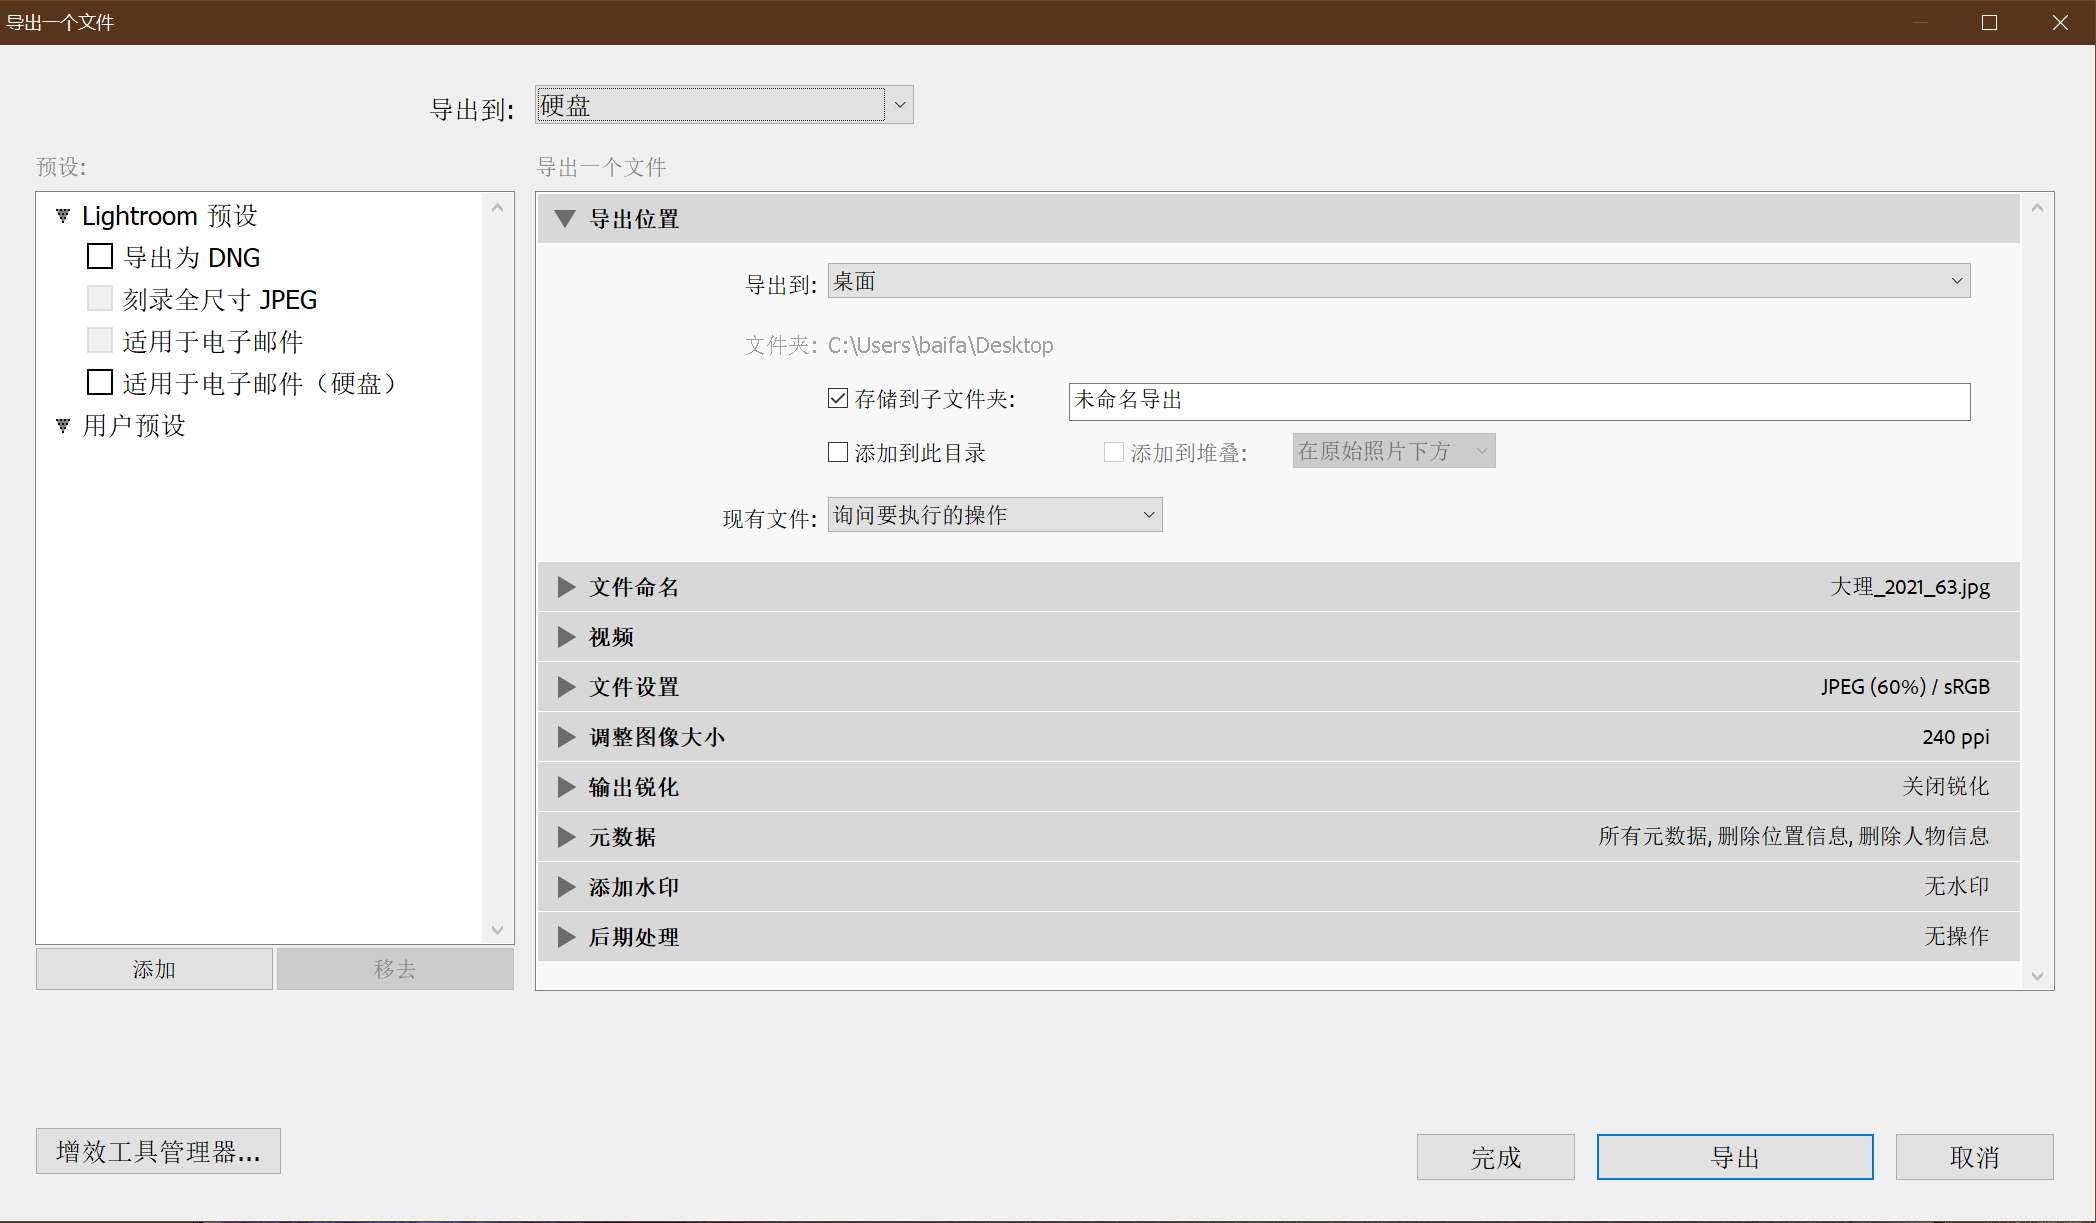 导出一个文件
导出到: 硬盘
预设:
Lightroom 预设
导出为 DNG
刻录全尺寸 JPEG
适用于电子邮件
适用于电子邮件（硬盘）
用户预设
添加 移去
导出一个文件
导出位置
导出到: 桌面
文件夹: C:\Users\baifa\Desktop
存储到子文件夹: 未命名导出
添加到此目录 添加到堆叠: 在原始照片下方
现有文件: 询问要执行的操作
文件命名 大理_2021_63.jpg
视频
文件设置 JPEG (60%) / sRGB
调整图像大小 240 ppi
输出锐化 关闭锐化
元数据 所有元数据, 删除位置信息, 删除人物信息
添加水印 无水印
后期处理 无操作
增效工具管理器... 完成 导出 取消